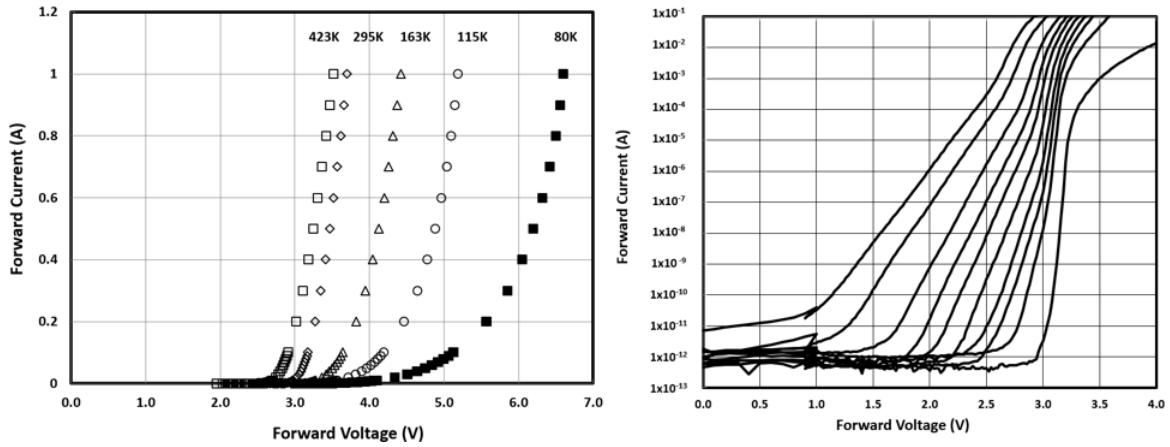 423K 295K 163K 115K 80K
1
0.8
0.6
0.4
0.2
0
0.0 1.0 2.0 3.0 4.0 5.0 6.0 7.0
Forward Current (A)
Forward Voltage (V)
1x10⁻¹
1x10⁻²
1x10⁻³
1x10⁻⁴
1x10⁻⁵
1x10⁻⁶
1x10⁻⁷
1x10⁻⁸
1x10⁻⁹
1x10⁻¹⁰
1x10⁻¹¹
1x10⁻¹²
1x10⁻¹³
0.0 0.5 1.0 1.5 2.0 2.5 3.0 3.5 4.0
Forward Current (A)
Forward Voltage (V)